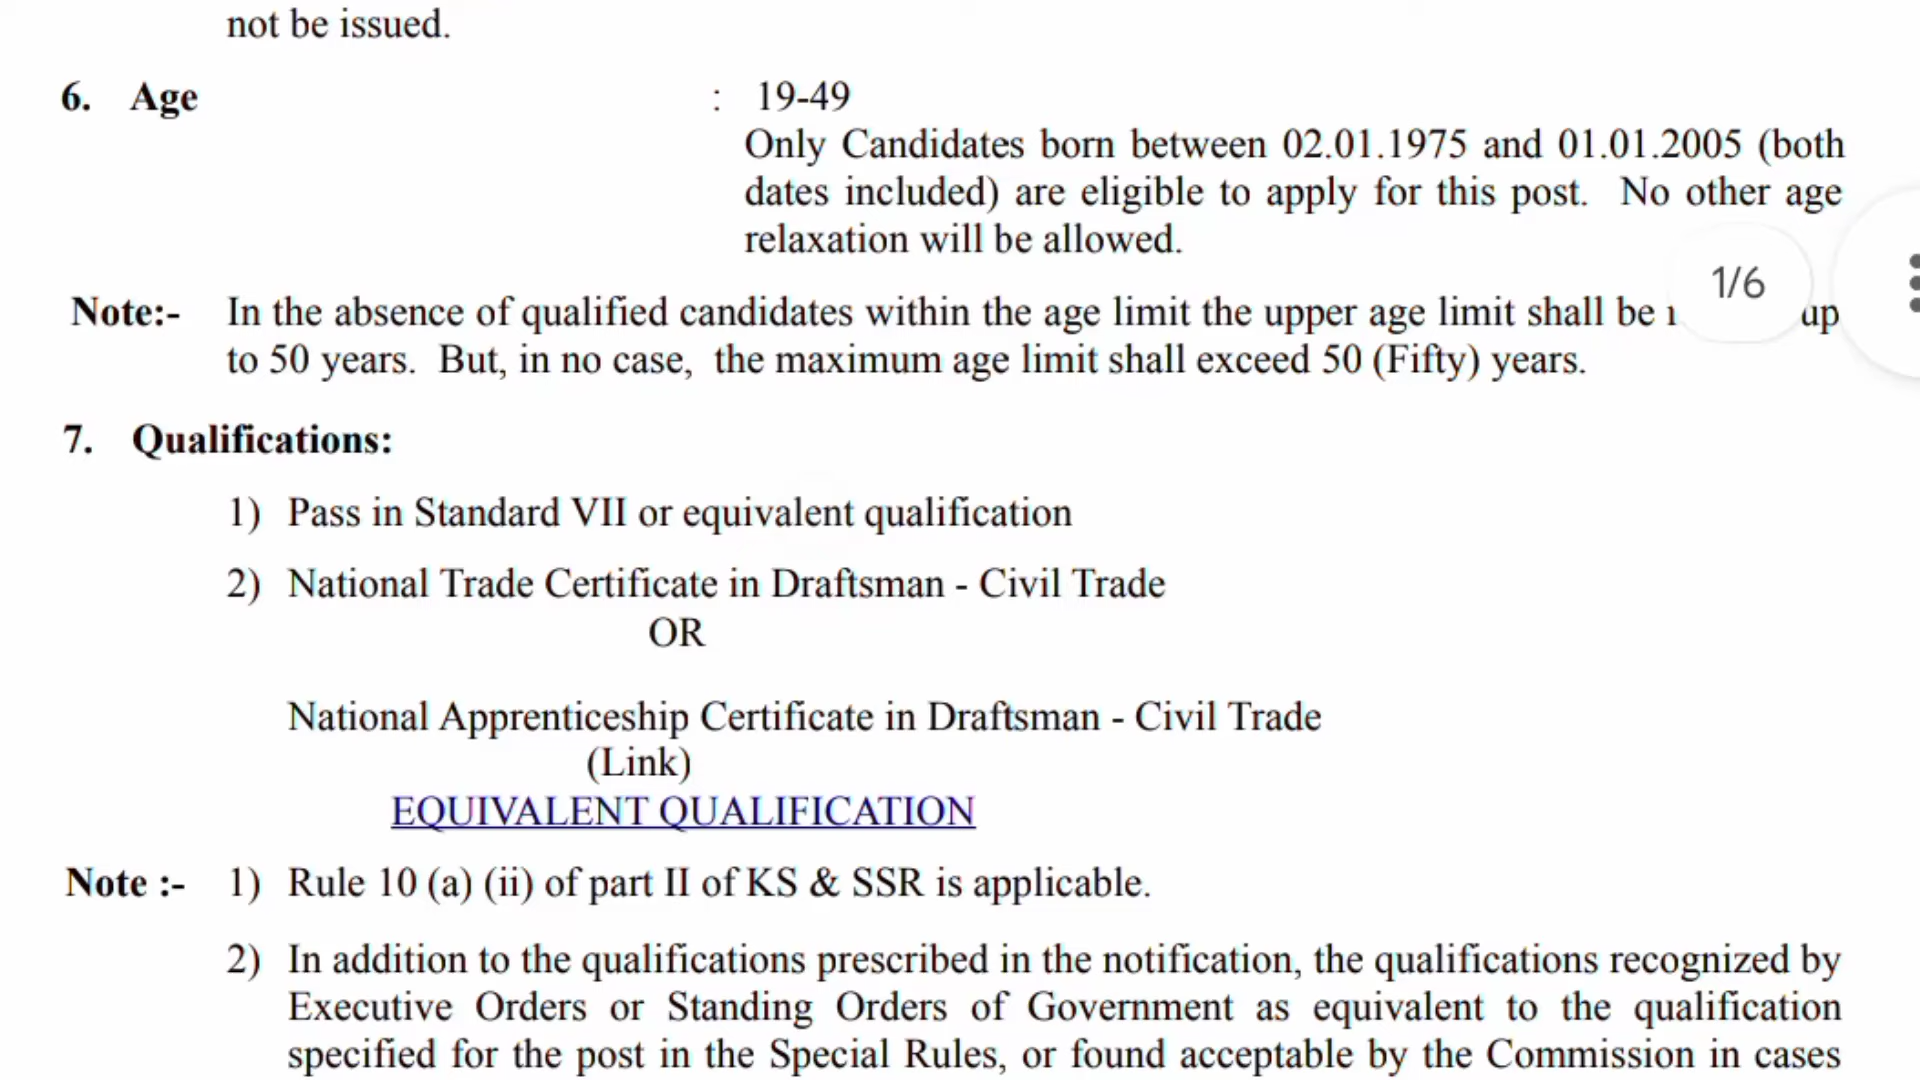 not be issued.
6. Age : 19-49
Only Candidates born between 02.01.1975 and 01.01.2005 (both
dates included) are eligible to apply for this post. No other age
relaxation will be allowed.
1/6
Note:- In the absence of qualified candidates within the age limit the upper age limit shall be up
to 50 years. But, in no case, the maximum age limit shall exceed 50 (Fifty) years.
7. Qualifications:
1) Pass in Standard VII or equivalent qualification
2) National Trade Certificate in Draftsman - Civil Trade
OR
National Apprenticeship Certificate in Draftsman - Civil Trade
(Link)
EQUIVALENT QUALIFICATION
Note :- 1) Rule 10 (a) (ii) of part II of KS & SSR is applicable.
2) In addition to the qualifications prescribed in the notification, the qualifications recognized by
Executive Orders or Standing Orders of Government as equivalent to the qualification
specified for the post in the Special Rules, or found acceptable by the Commission in cases